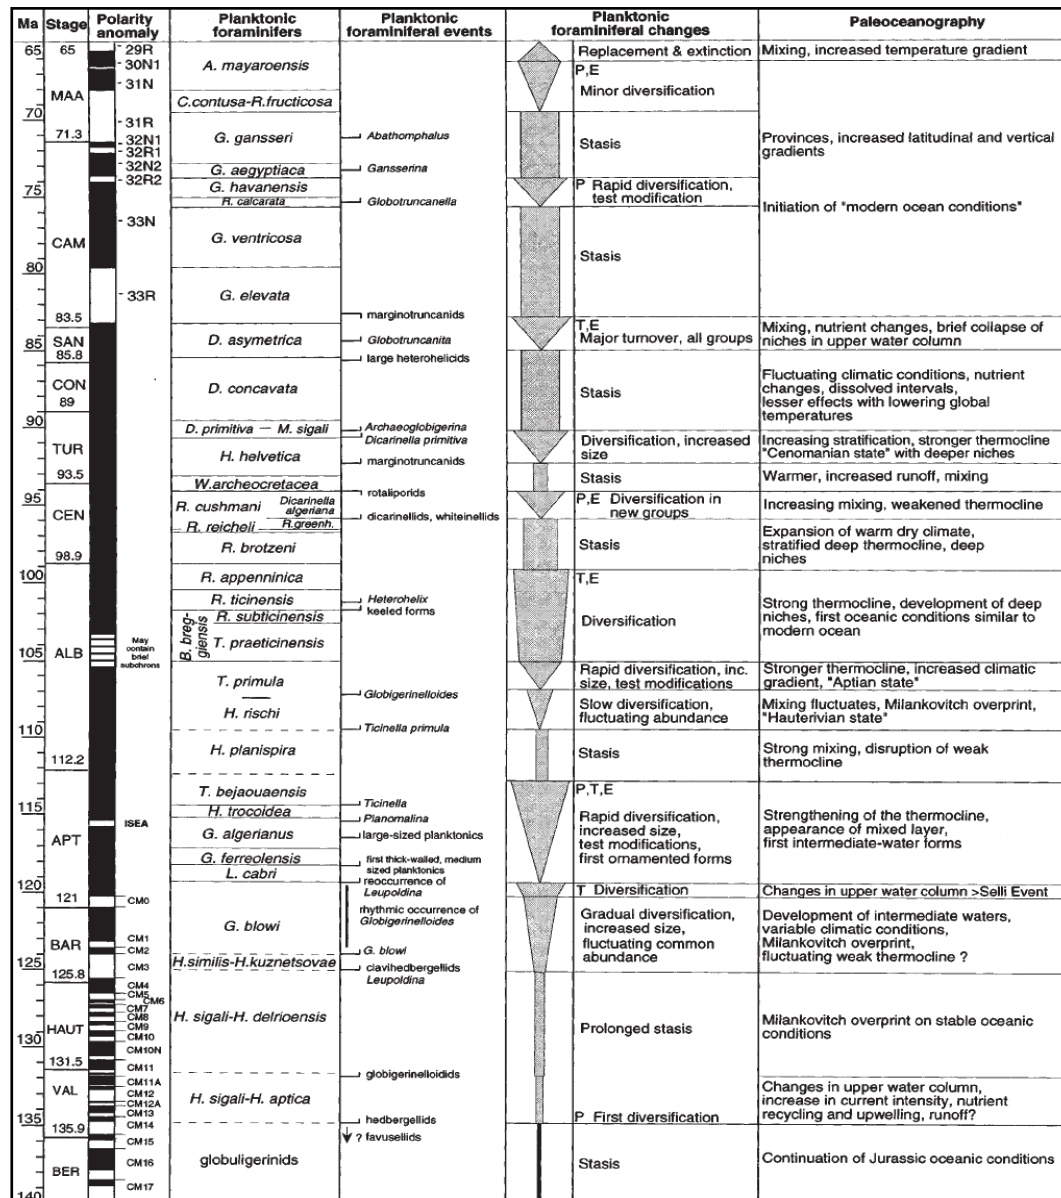 Ma
Stage
Polarity
anomaly
Planktonic
foraminifers
Planktonic
foraminiferal events
Planktonic
foraminiferal changes
Paleoceanography
65
70
75
80
85
90
95
100
105
110
115
120
125
130
135
140
65
MAA
71.3
CAM
83.5
SAN
85.8
CON
89
TUR
93.5
CEN
98.9
ALB
112.2
APT
121
BAR
125.8
HAUT
131.5
VAL
135.9
BER
29R
30N1
31N
31R
32N1
32R1
32N2
32R2
33N
33R
May
contain
brief
subchrons
ISEA
CM0
CM1
CM2
CM3
CM4
CM5
CM6
CM7
CM8
CM9
CM10
CM10N
CM11
CM11A
CM12
CM12A
CM13
CM14
CM15
CM16
CM17
A. mayaroensis
C.contusa-R.fructicosa
G. gansseri
G. aegyptiaca
G. havanensis
R. calcarata
G. ventricosa
G. elevata
D. asymetrica
D. concavata
D. primitiva — M. sigali
H. helvetica
W.archeocretacea
R. cushmani
Dicarinella
algeriana
R. reicheli
R.greenh.
R. brotzeni
R. appenninica
R. ticinensis
B. breg-
giensis
R. subticinensis
T. praeticinensis
T. primula
H. rischi
H. planispira
T. bejaouaensis
H. trocoidea
G. algerianus
G. ferreolensis
L. cabri
G. blowi
H.similis-H.kuznetsovae
H. sigali-H. delrioensis
H. sigali-H. aptica
globuligerinids
Abathomphalus
Gansserina
Globotruncanella
marginotruncanids
Globotruncanita
large heterohelicids
Archaeoglobigerina
Dicarinella primitiva
marginotruncanids
rotaliporids
dicarinellids, whiteinellids
Heterohelix
keeled forms
Globigerinelloides
Ticinella primula
Ticinella
Planomalina
large-sized planktonics
first thick-walled, medium
sized planktonics
reoccurrence of
Leupoldina
rhythmic occurrence of
Globigerinelloides
G. blowi
clavihedbergellids
Leupoldina
globigerinelloidids
hedbergellids
? favusellids
Replacement & extinction
P,E
Minor diversification
Stasis
P Rapid diversification,
test modification
Stasis
T,E
Major turnover, all groups
Stasis
Diversification, increased
size
Stasis
P,E Diversification in
new groups
Stasis
T,E
Diversification
Rapid diversification, inc.
size, test modifications
Slow diversification,
fluctuating abundance
Stasis
P,T,E
Rapid diversification,
increased size,
test modifications,
first ornamented forms
T Diversification
Gradual diversification,
increased size,
fluctuating common
abundance
Prolonged stasis
P First diversification
Stasis
Mixing, increased temperature gradient
Provinces, increased latitudinal and vertical
gradients
Initiation of "modern ocean conditions"
Mixing, nutrient changes, brief collapse of
niches in upper water column
Fluctuating climatic conditions, nutrient
changes, dissolved intervals,
lesser effects with lowering global
temperatures
Increasing stratification, stronger thermocline
"Cenomanian state" with deeper niches
Warmer, increased runoff, mixing
Increasing mixing, weakened thermocline
Expansion of warm dry climate,
stratified deep thermocline, deep
niches
Strong thermocline, development of deep
niches, first oceanic conditions similar to
modern ocean
Stronger thermocline, increased climatic
gradient, "Aptian state"
Mixing fluctuates, Milankovitch overprint,
"Hauterivian state"
Strong mixing, disruption of weak
thermocline
Strengthening of the thermocline,
appearance of mixed layer,
first intermediate-water forms
Changes in upper water column >Selli Event
Development of intermediate waters,
variable climatic conditions,
Milankovitch overprint,
fluctuating weak thermocline ?
Milankovitch overprint on stable oceanic
conditions
Changes in upper water column,
increase in current intensity, nutrient
recycling and upwelling, runoff?
Continuation of Jurassic oceanic conditions